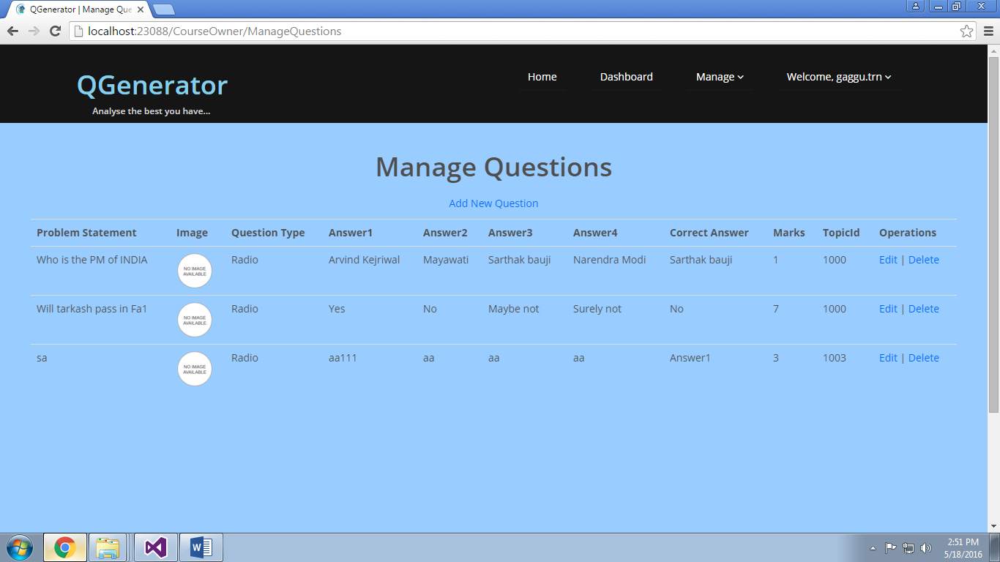 QGenerator | Manage Que
localhost:23088/CourseOwner/ManageQuestions
QGenerator
Analyse the best you have...
Home Dashboard Manage Welcome, gaggu.trn
Manage Questions
Add New Question
Problem Statement Image Question Type Answer1 Answer2 Answer3 Answer4 Correct Answer Marks TopicId Operations
Who is the PM of INDIA NO IMAGE AVAILABLE Radio Arvind Kejriwal Mayawati Sarthak bauji Narendra Modi Sarthak bauji 1 1000 Edit | Delete
Will tarkash pass in Fa1 NO IMAGE AVAILABLE Radio Yes No Maybe not Surely not No 7 1000 Edit | Delete
sa NO IMAGE AVAILABLE Radio aa111 aa aa aa Answer1 3 1003 Edit | Delete
2:51 PM
5/18/2016